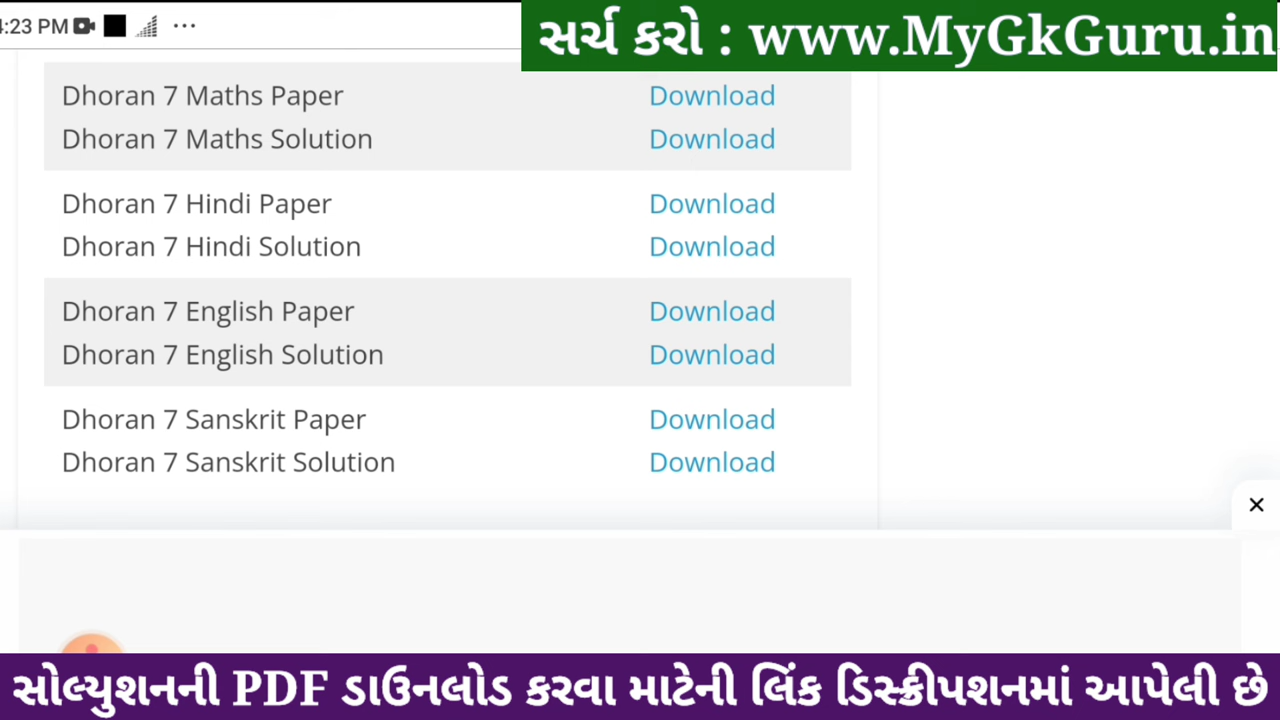 :23 PM
સર્ચ કરો : www.MyGkGuru.in
Dhoran 7 Maths Paper Download
Dhoran 7 Maths Solution Download
Dhoran 7 Hindi Paper Download
Dhoran 7 Hindi Solution Download
Dhoran 7 English Paper Download
Dhoran 7 English Solution Download
Dhoran 7 Sanskrit Paper Download
Dhoran 7 Sanskrit Solution Download
સોલ્યુશનની PDF ડાઉનલોડ કરવા માટેની લિંક ડિસ્ક્રીપશનમાં આપેલી છે